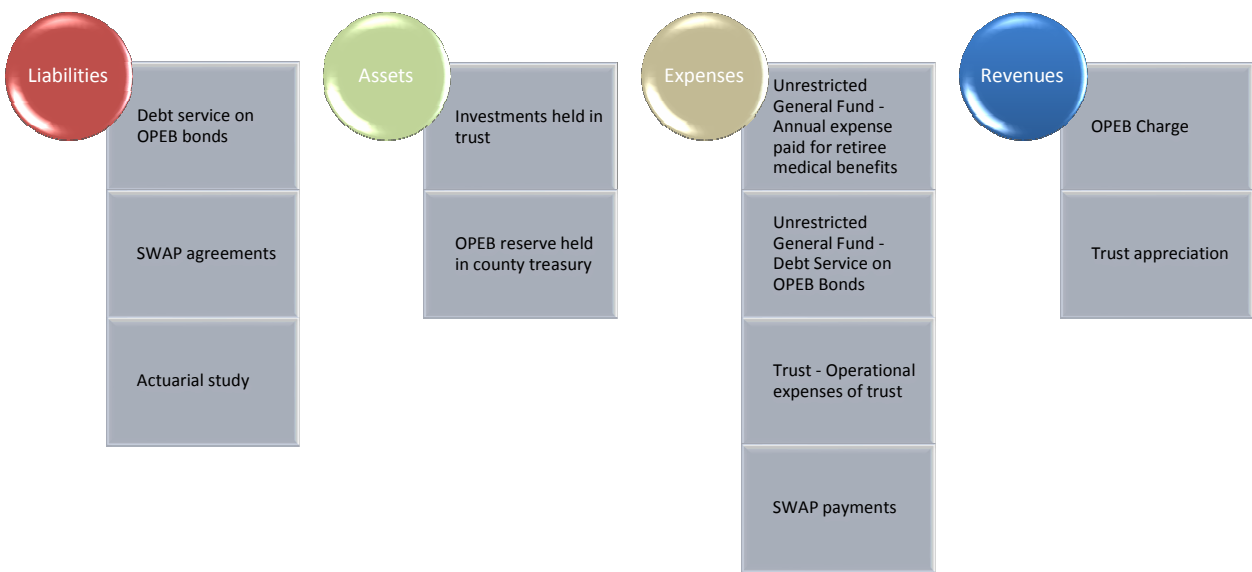 Liabilities
Debt service on
OPEB bonds
SWAP agreements
Actuarial study
Assets
Investments held in
trust
OPEB reserve held
in county treasury
Expenses
Unrestricted
General Fund -
Annual expense
paid for retiree
medical benefits
Unrestricted
General Fund -
Debt Service on
OPEB Bonds
Trust - Operational
expenses of trust
SWAP payments
Revenues
OPEB Charge
Trust appreciation